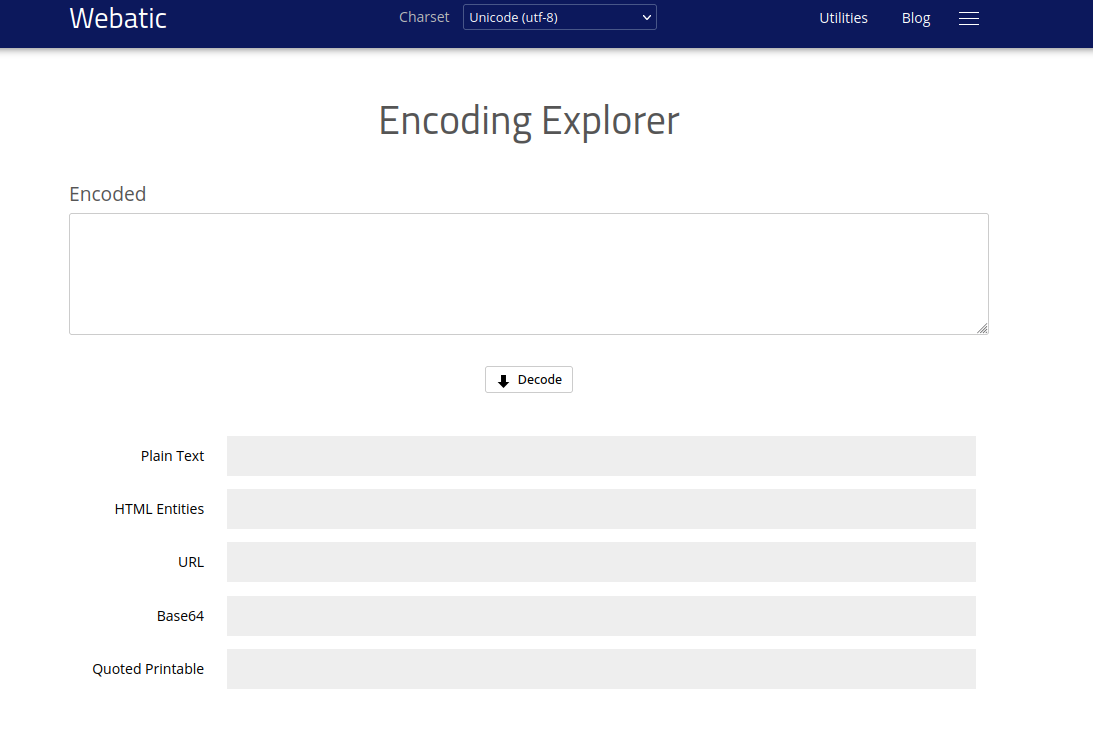 Webatic
Charset Unicode (utf-8) Utilities Blog
Encoding Explorer
Encoded
Decode
Plain Text
HTML Entities
URL
Base64
Quoted Printable